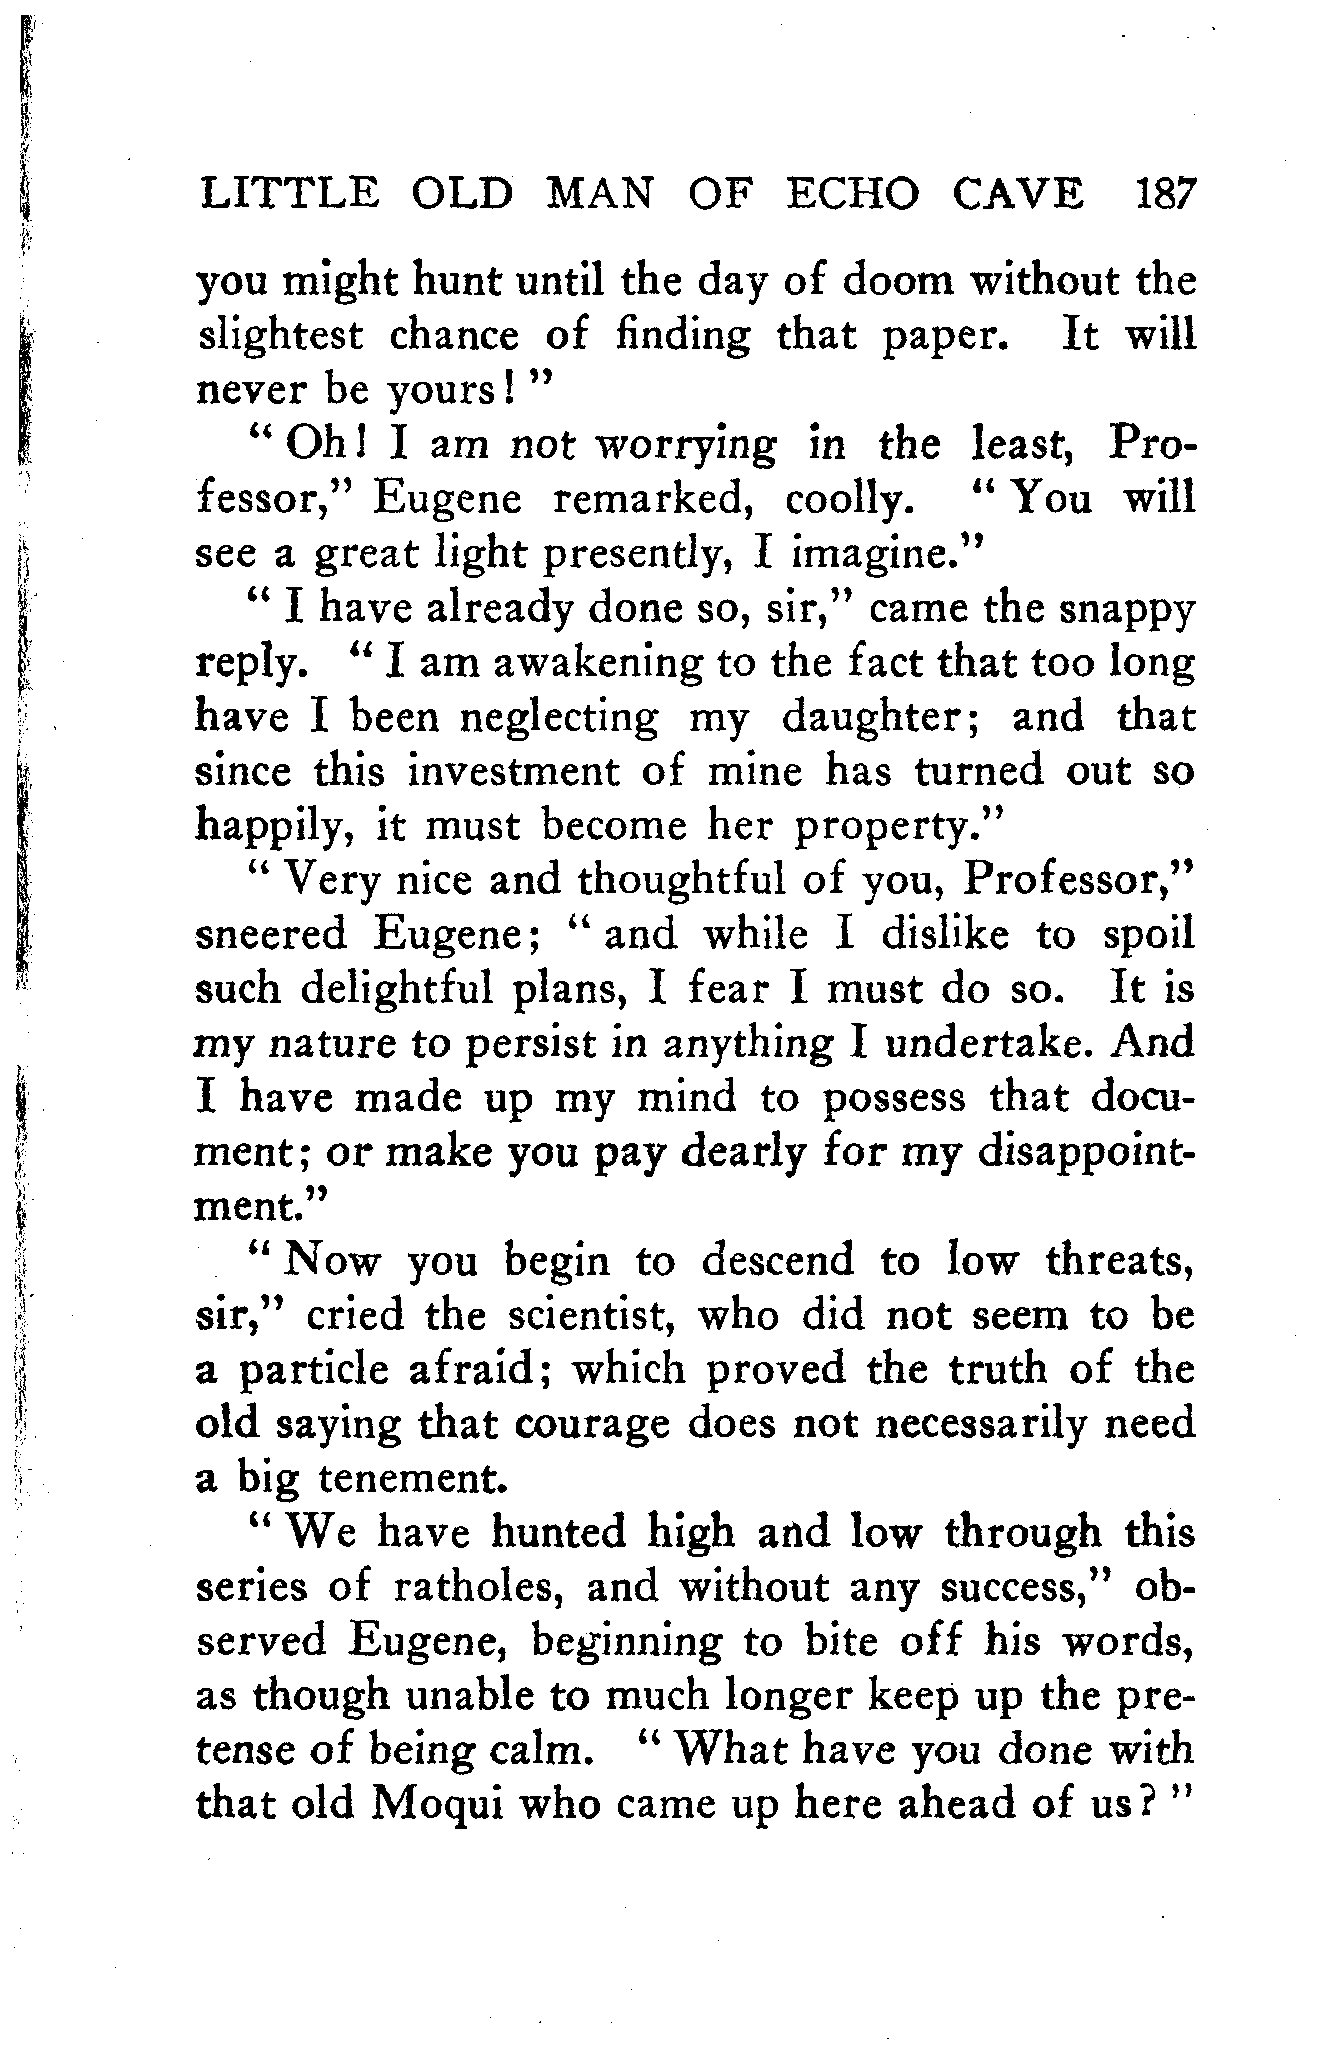 LITTLE OLD MAN OF ECHO CAVE 187
you might hunt until the day of doom without the
slightest chance of finding that paper. It will
never be yours! "
" Oh! I am not worrying in the least, Pro-
fessor," Eugene remarked, coolly. " You will
see a great light presently, I imagine."
" I have already done so, sir," came the snappy
reply. " I am awakening to the fact that too long
have I been neglecting my daughter; and that
since this investment of mine has turned out so
happily, it must become her property."
" Very nice and thoughtful of you, Professor,"
sneered Eugene; " and while I dislike to spoil
such delightful plans, I fear I must do so. It is
my nature to persist in anything I undertake. And
I have made up my mind to possess that docu-
ment; or make you pay dearly for my disappoint-
ment."
" Now you begin to descend to low threats,
sir," cried the scientist, who did not seem to be
a particle afraid; which proved the truth of the
old saying that courage does not necessarily need
a big tenement.
" We have hunted high and low through this
series of ratholes, and without any success," ob-
served Eugene, beginning to bite off his words,
as though unable to much longer keep up the pre-
tense of being calm. " What have you done with
that old Moqui who came up here ahead of us? "